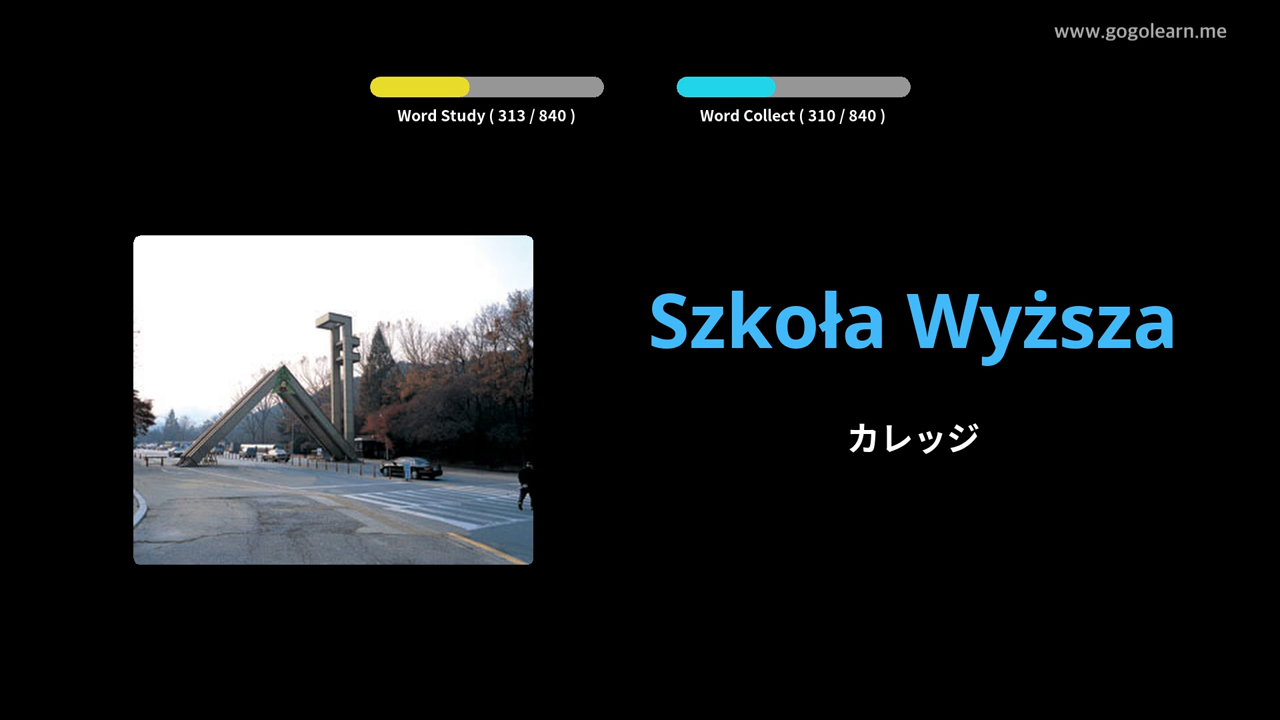 www.gogolearn.me
Word Study ( 313 / 840 )
Word Collect ( 310 / 840 )
Szkoła Wyższa
カレッジ